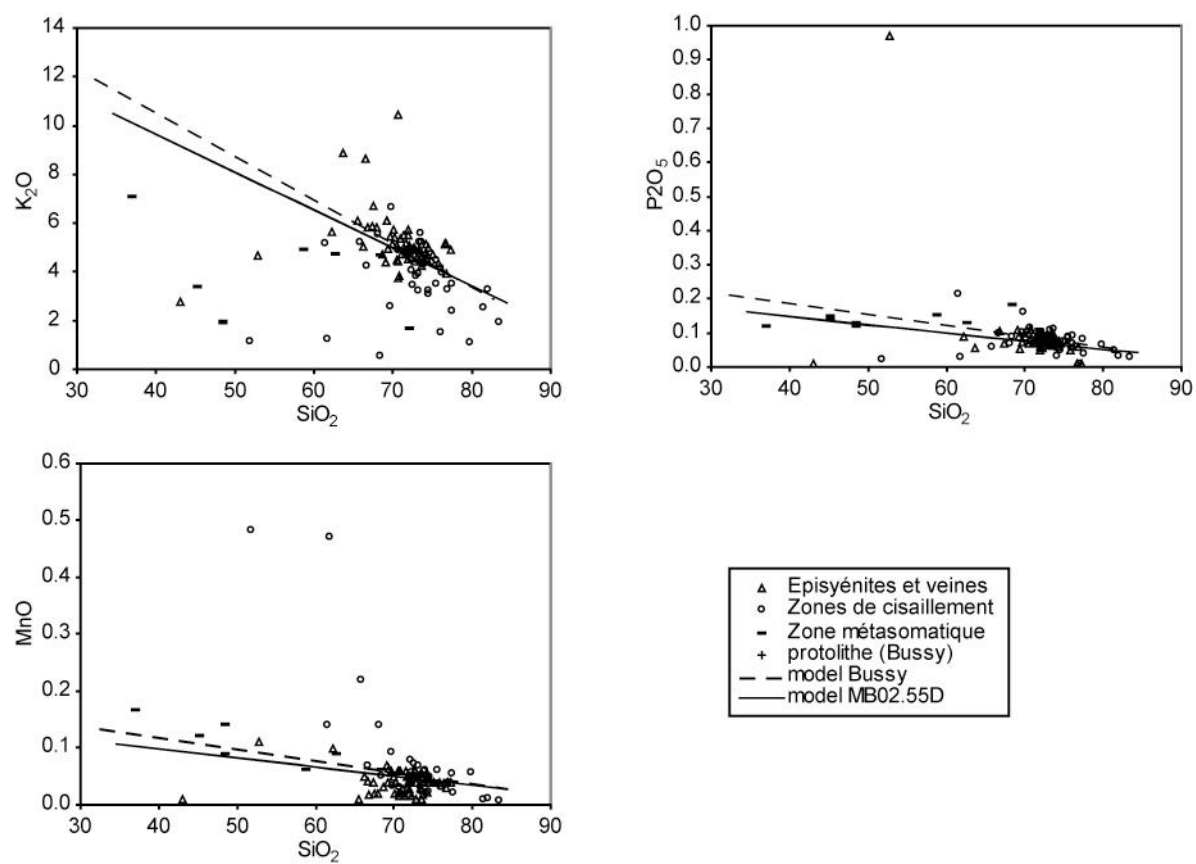 14
12
10
8
6
4
2
0
K₂O
30 40 50 60 70 80 90
SiO₂
1.0
0.9
0.8
0.7
0.6
0.5
0.4
0.3
0.2
0.1
0.0
P2O₅
30 40 50 60 70 80 90
SiO₂
0.6
0.5
0.4
0.3
0.2
0.1
0.0
MnO
30 40 50 60 70 80 90
SiO₂
Episyénites et veines
Zones de cisaillement
Zone métasomatique
protolithe (Bussy)
model Bussy
model MB02.55D